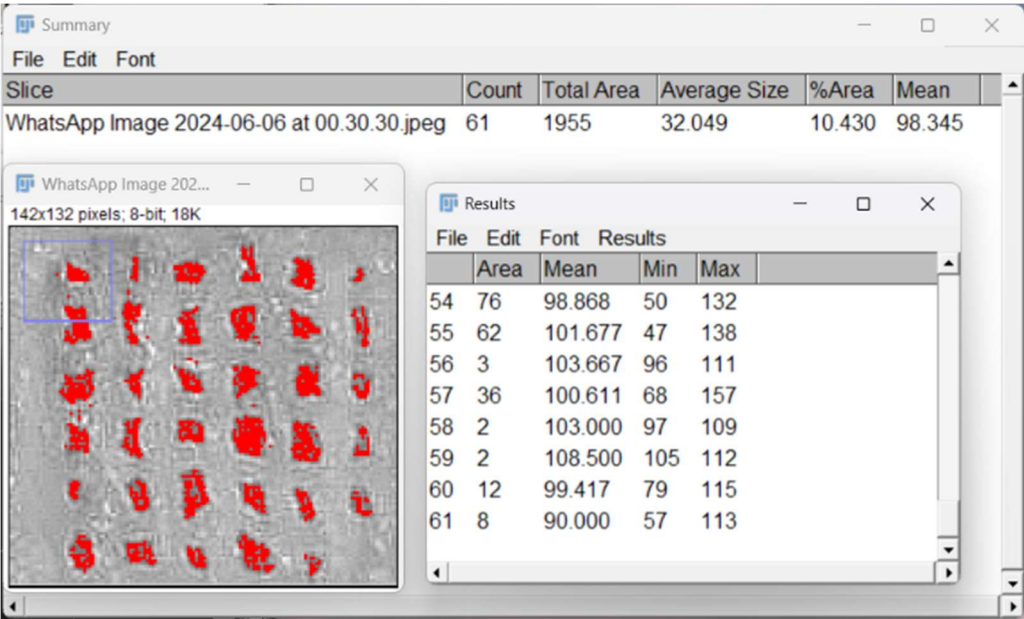 Summary
File Edit Font
Slice Count Total Area Average Size %Area Mean
WhatsApp Image 2024-06-06 at 00.30.30.jpeg 61 1955 32.049 10.430 98.345
WhatsApp Image 202...
142x132 pixels; 8-bit; 18K
Results
File Edit Font Results
Area Mean Min Max
54 76 98.868 50 132
55 62 101.677 47 138
56 3 103.667 96 111
57 36 100.611 68 157
58 2 103.000 97 109
59 2 108.500 105 112
60 12 99.417 79 115
61 8 90.000 57 113